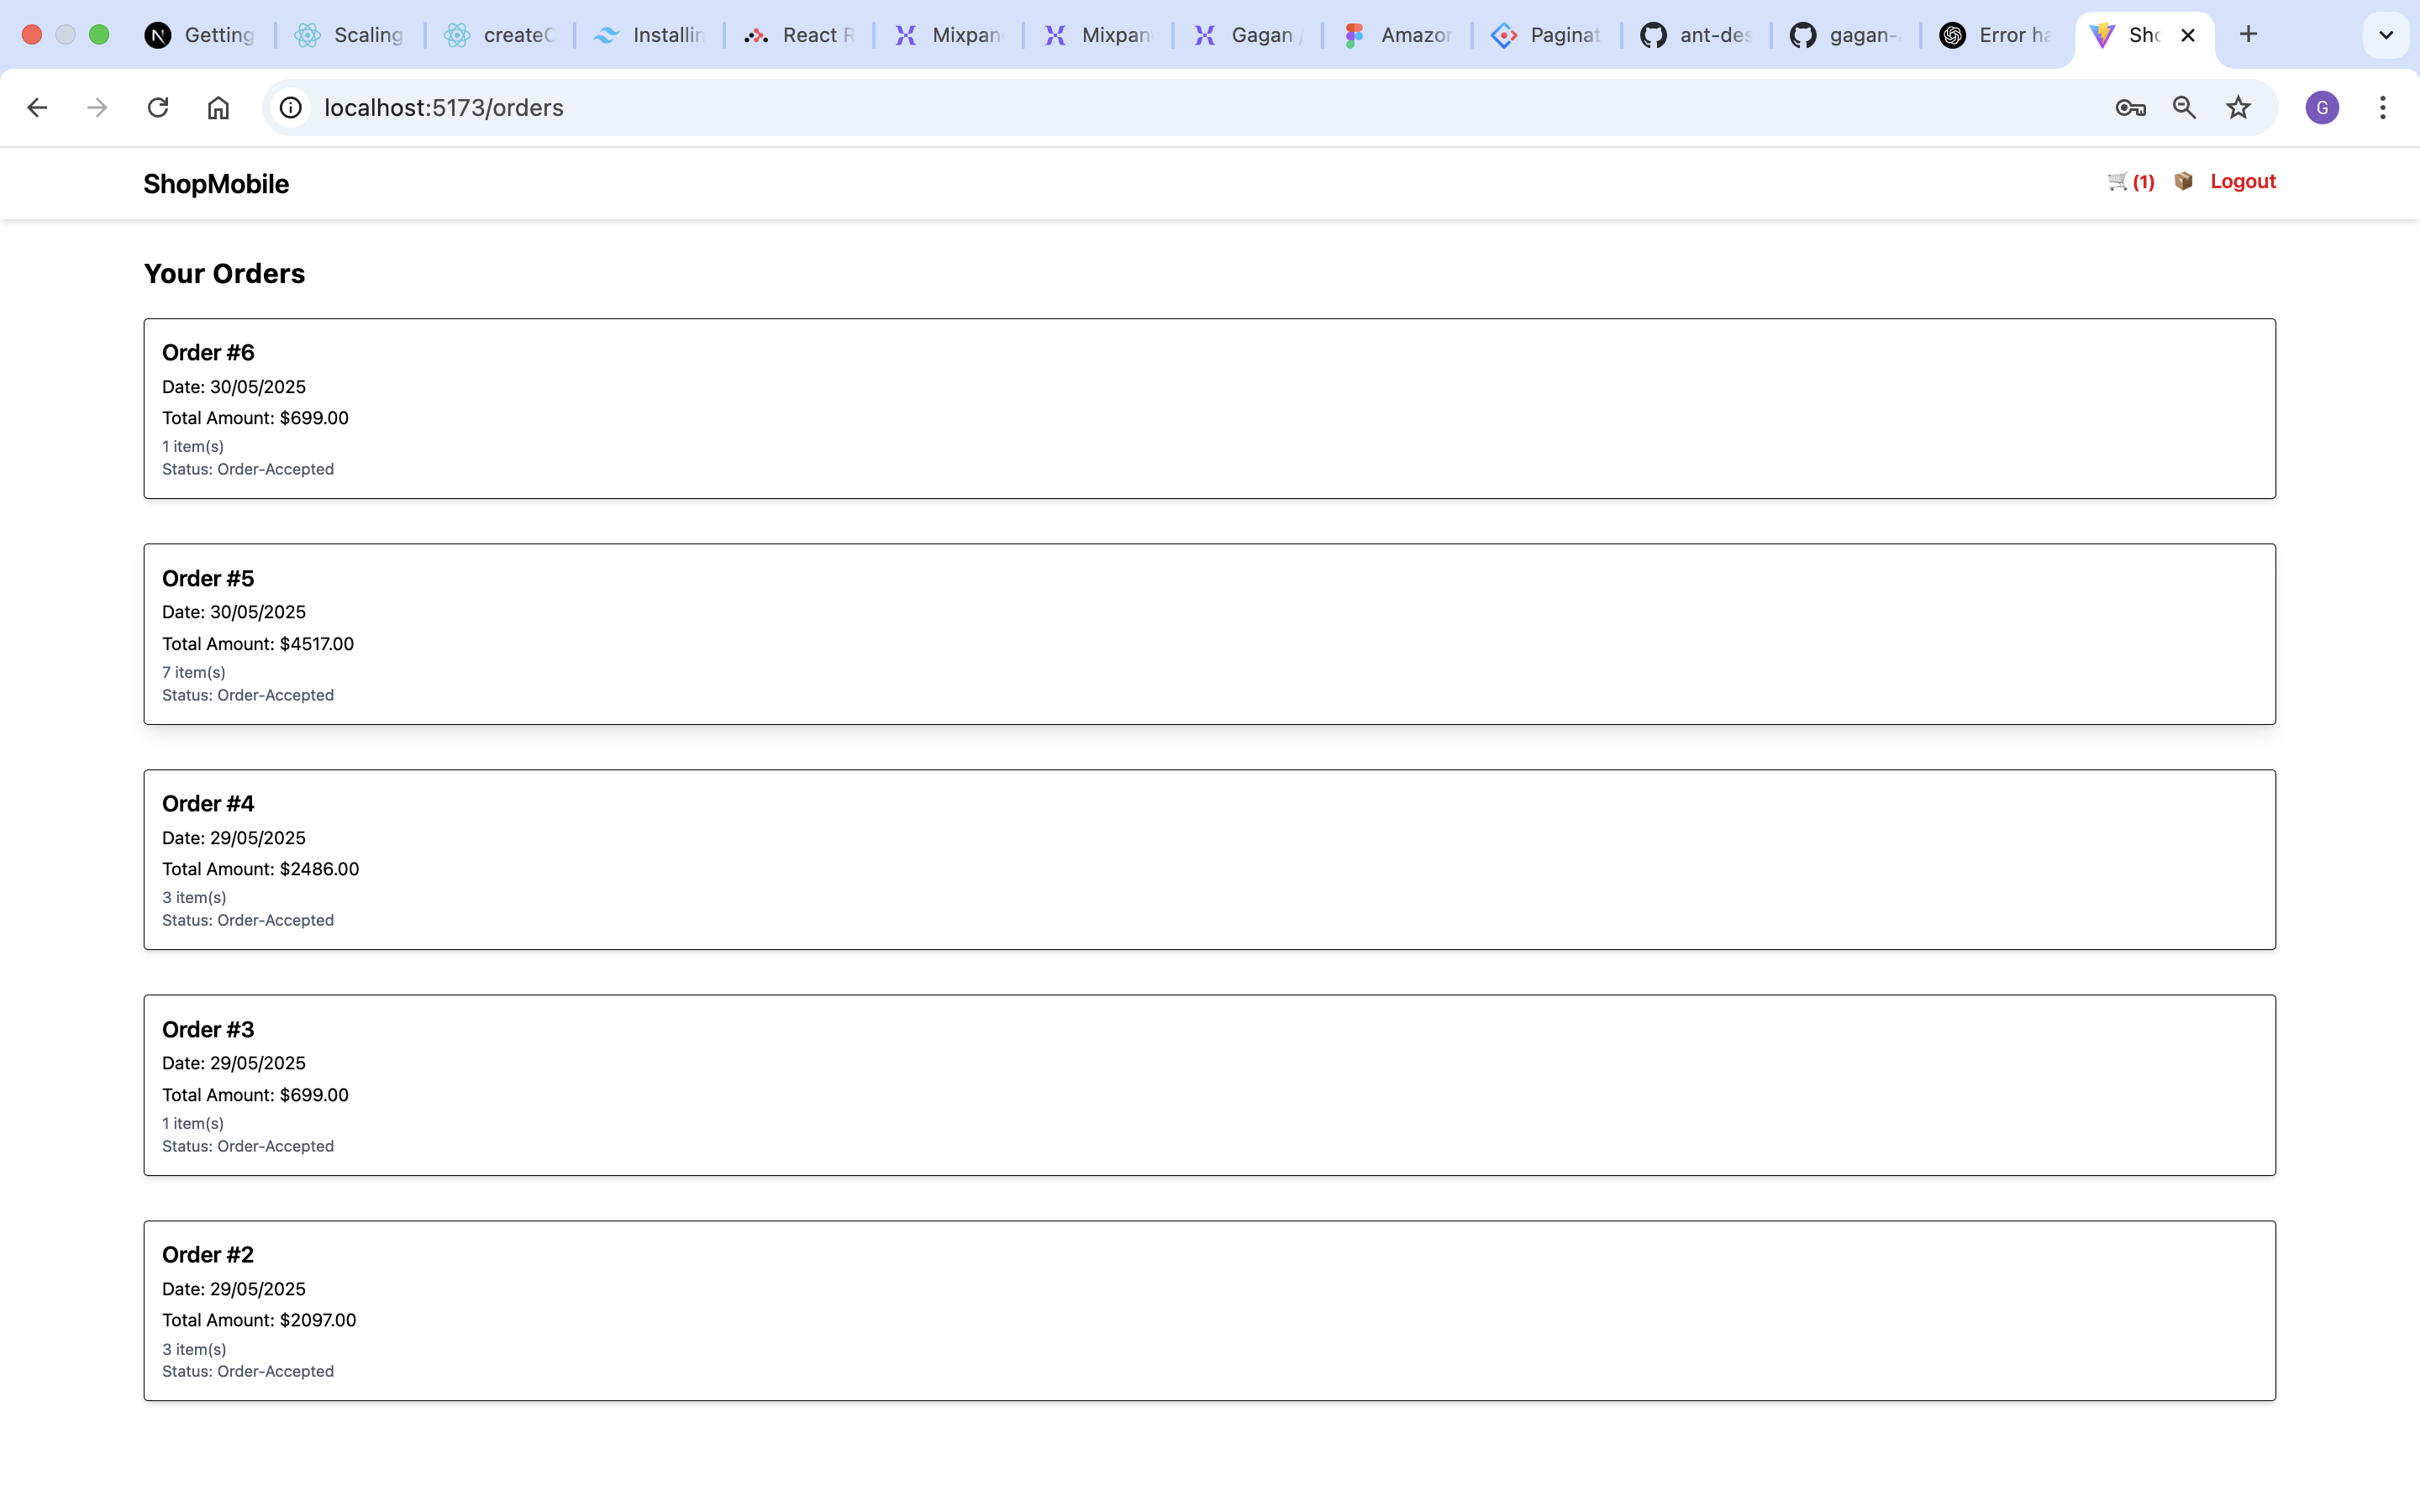 Getting
Scaling
createC
Installin
React R
Mixpan
Mixpan
Gagan /
Amazon
Paginat
ant-des
gagan-
Error ha
Sho
localhost:5173/orders
G
ShopMobile
(1)
Logout
Your Orders
Order #6
Date: 30/05/2025
Total Amount: $699.00
1 item(s)
Status: Order-Accepted
Order #5
Date: 30/05/2025
Total Amount: $4517.00
7 item(s)
Status: Order-Accepted
Order #4
Date: 29/05/2025
Total Amount: $2486.00
3 item(s)
Status: Order-Accepted
Order #3
Date: 29/05/2025
Total Amount: $699.00
1 item(s)
Status: Order-Accepted
Order #2
Date: 29/05/2025
Total Amount: $2097.00
3 item(s)
Status: Order-Accepted